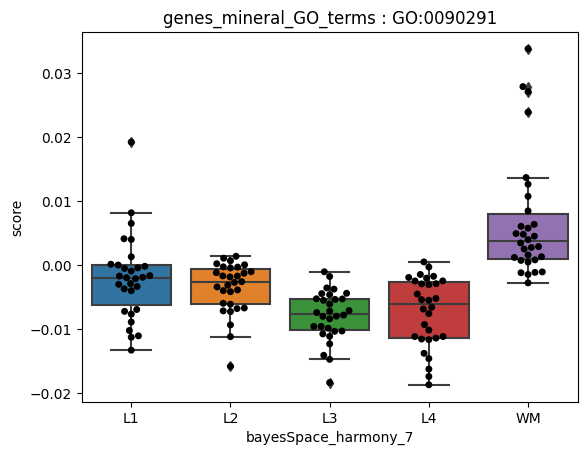 genes_mineral_GO_terms : GO:0090291
score
0.03
0.02
0.01
0.00
−0.01
−0.02
L1 L2 L3 L4 WM
bayesSpace_harmony_7